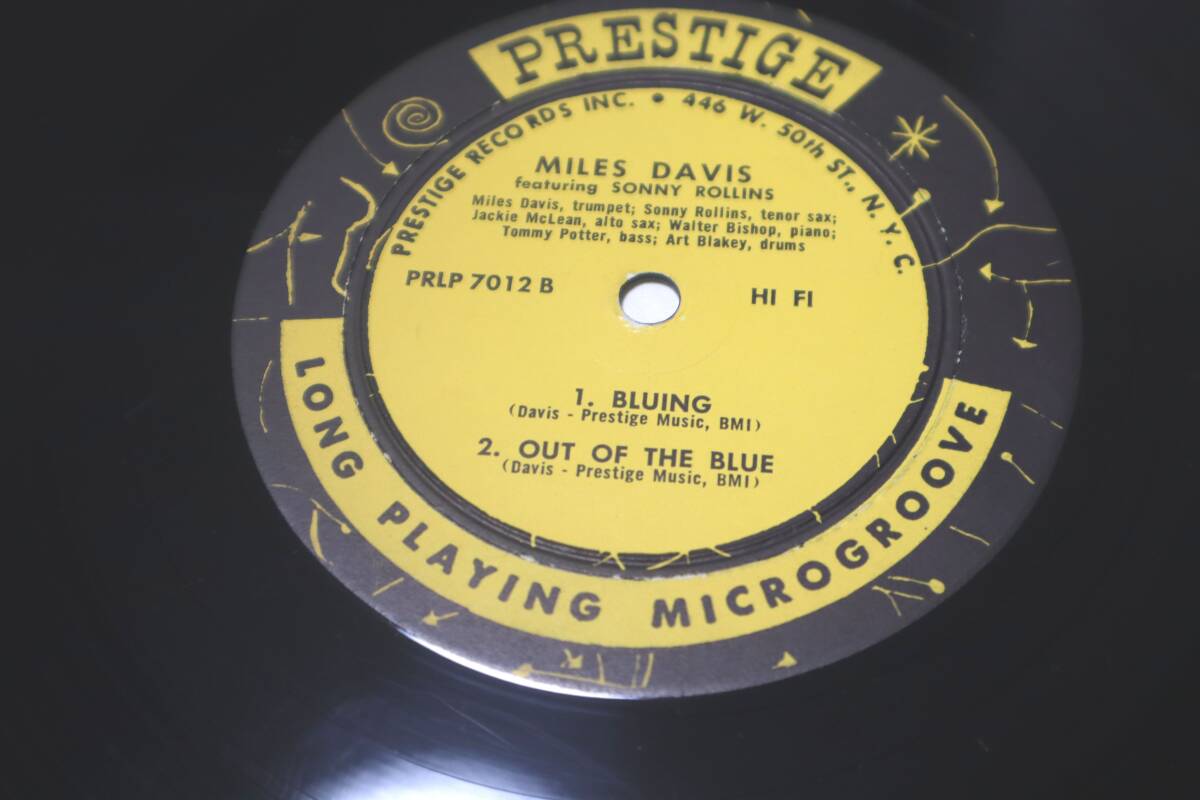 PRESTIGE
PRESTIGE RECORDS INC. • 446 W. 50th ST., N. Y. C.
MILES DAVIS
featuring SONNY ROLLINS
Miles Davis, trumpet; Sonny Rollins, tenor sax;
Jackie McLean, alto sax; Walter Bishop, piano;
Tommy Potter, bass; Art Blakey, drums
PRLP 7012 B
HI FI
1. BLUING
(Davis - Prestige Music, BMI)
2. OUT OF THE BLUE
(Davis - Prestige Music, BMI)
LONG PLAYING MICROGROOVE